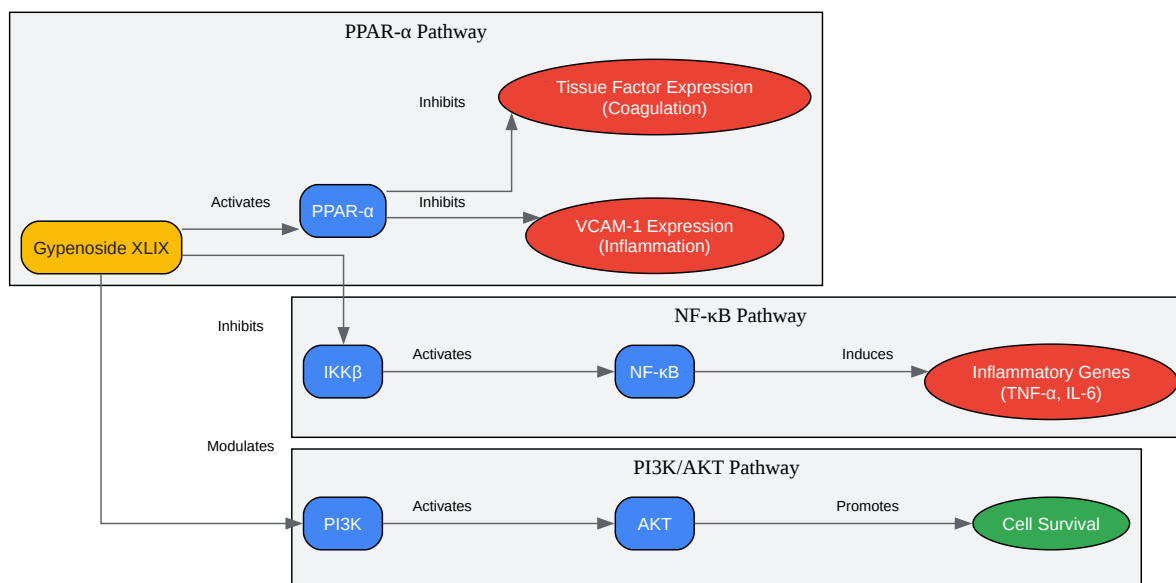 PPAR-α Pathway
Inhibits
Tissue Factor Expression
(Coagulation)
Activates
PPAR-α
Inhibits
VCAM-1 Expression
(Inflammation)
Gypenoside XLIX
NF-κB Pathway
Inhibits
IKKβ
Activates
NF-κB
Induces
Inflammatory Genes
(TNF-α, IL-6)
Modulates
PI3K/AKT Pathway
PI3K
Activates
AKT
Promotes
Cell Survival